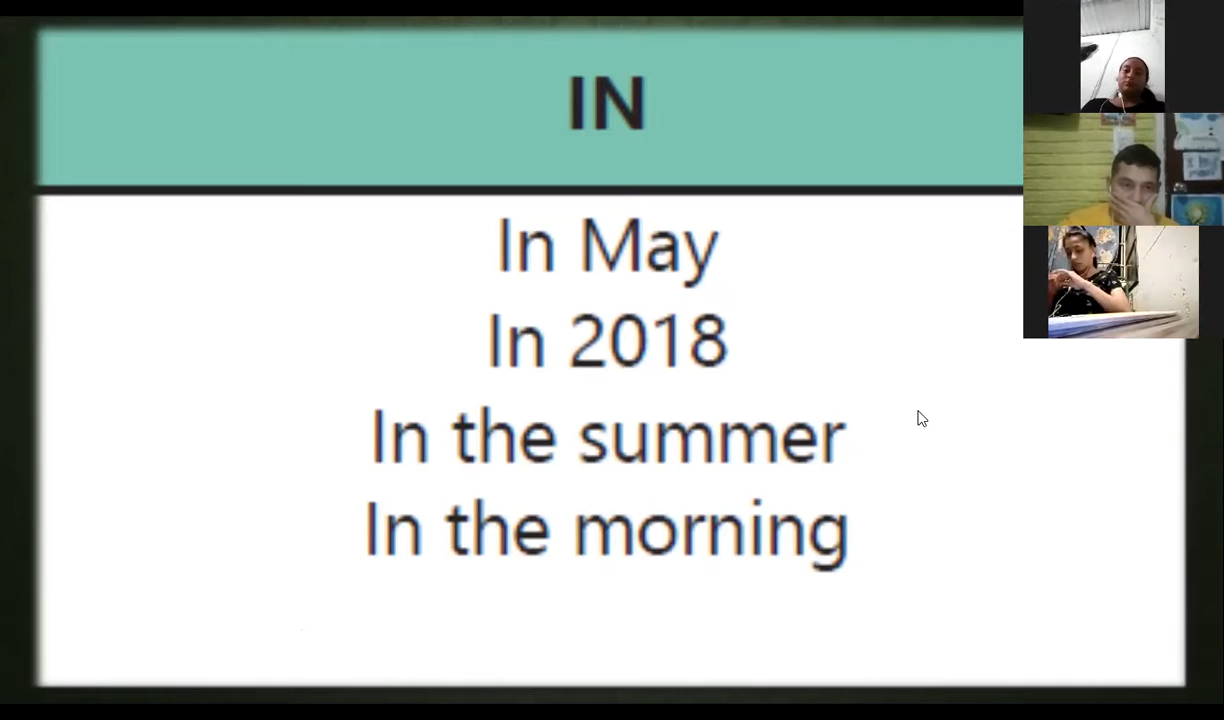 IN
In May
In 2018
In the summer
In the morning